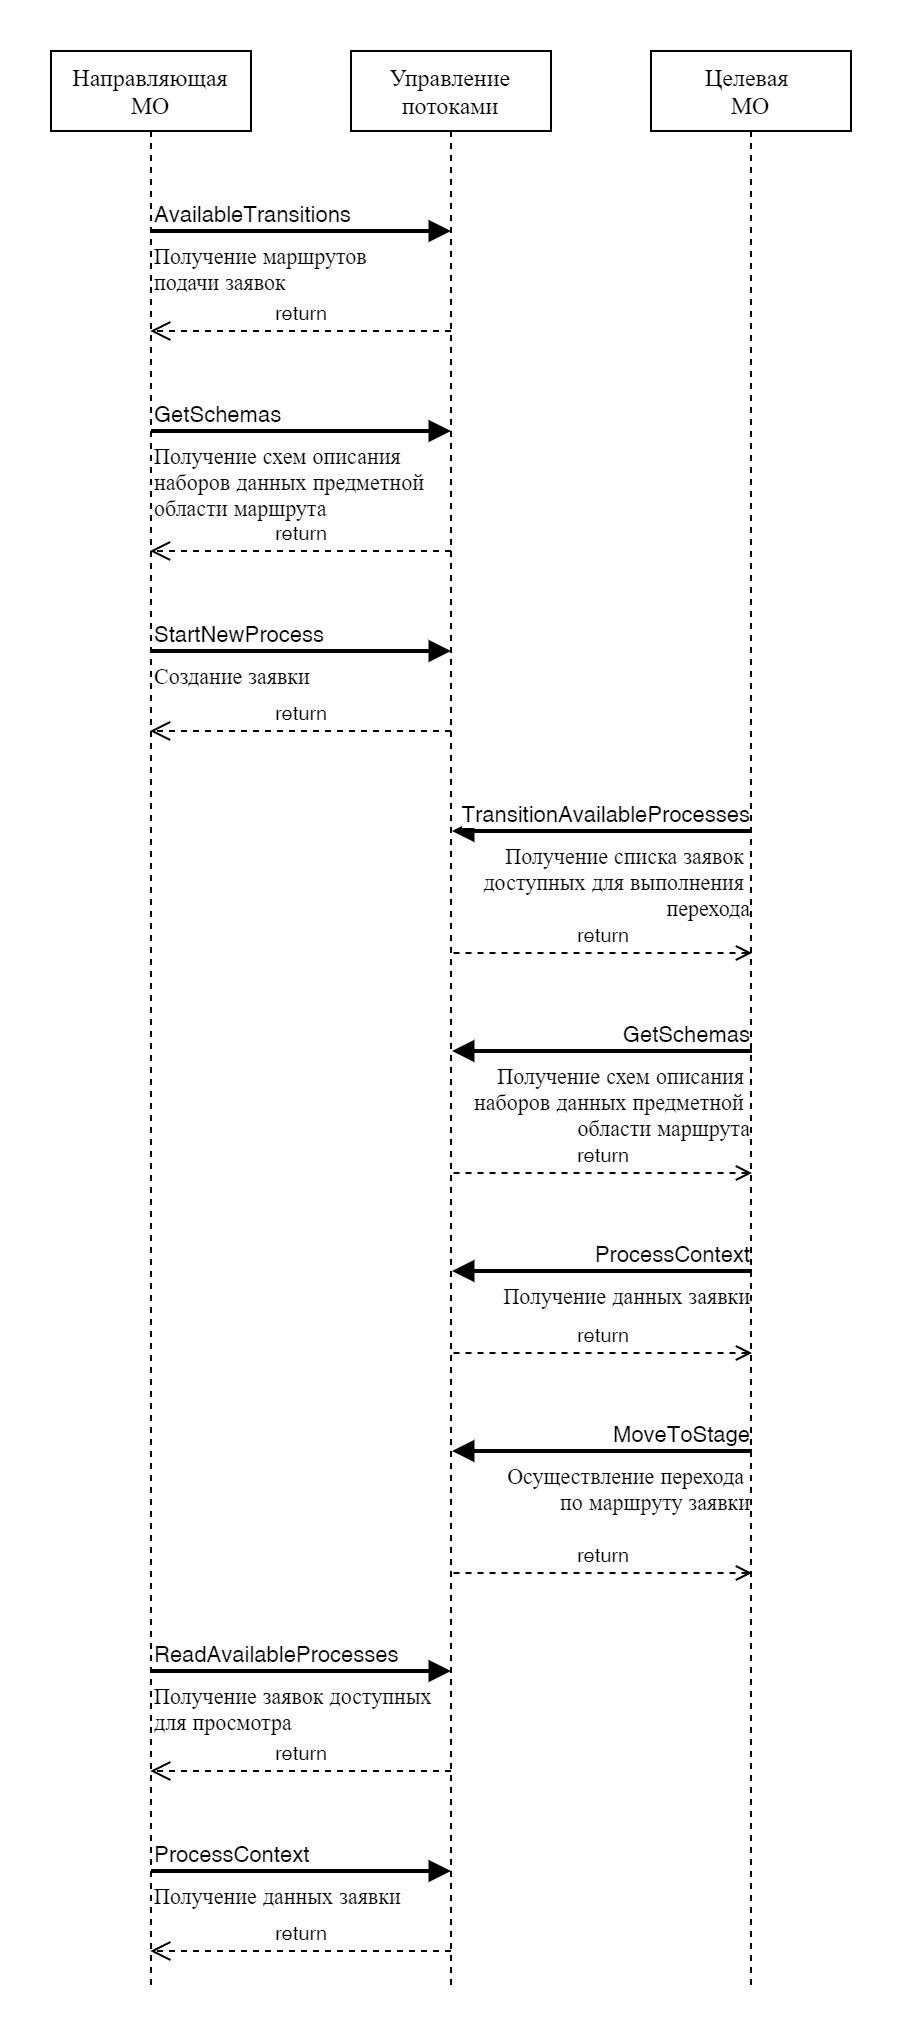 Направляющая
МО
Управление
потоками
Целевая
МО
AvailableTransitions
Получение маршрутов
подачи заявок
return
GetSchemas
Получение схем описания
наборов данных предметной
области маршрута
return
StartNewProcess
Создание заявки
return
TransitionAvailableProcesses
Получение списка заявок
доступных для выполнения
перехода
return
GetSchemas
Получение схем описания
наборов данных предметной
области маршрута
return
ProcessContext
Получение данных заявки
return
MoveToStage
Осуществление перехода
по маршруту заявки
return
ReadAvailableProcesses
Получение заявок доступных
для просмотра
return
ProcessContext
Получение данных заявки
return